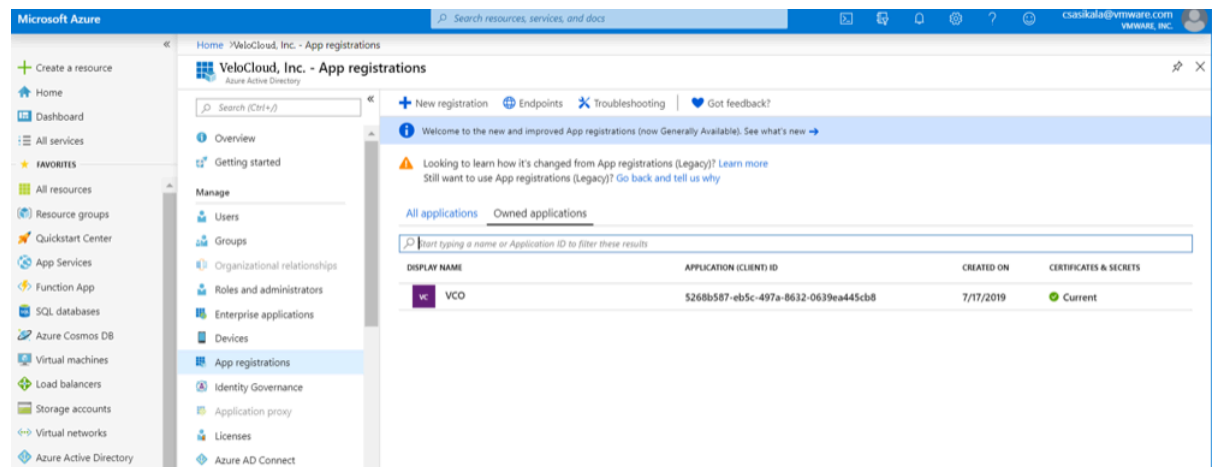 Microsoft Azure
Search resources, services, and docs
csasikala@vmware.com
VMWARE, INC.
Home >VeloCloud, Inc. - App registrations
Create a resource
Home
Dashboard
All services
FAVORITES
All resources
Resource groups
Quickstart Center
App Services
Function App
SQL databases
Azure Cosmos DB
Virtual machines
Load balancers
Storage accounts
Virtual networks
Azure Active Directory
VeloCloud, Inc. - App registrations
Azure Active Directory
Search (Ctrl+/)
Overview
Getting started
Manage
Users
Groups
Organizational relationships
Roles and administrators
Enterprise applications
Devices
App registrations
Identity Governance
Application proxy
Licenses
Azure AD Connect
New registration Endpoints Troubleshooting Got feedback?
Welcome to the new and improved App registrations (now Generally Available). See what's new →
Looking to learn how it's changed from App registrations (Legacy)? Learn more
Still want to use App registrations (Legacy)? Go back and tell us why
All applications Owned applications
Start typing a name or Application ID to filter these results
DISPLAY NAME APPLICATION (CLIENT) ID CREATED ON CERTIFICATES & SECRETS
VC VCO 5268b587-eb5c-497a-8632-0639ea445cb8 7/17/2019 Current